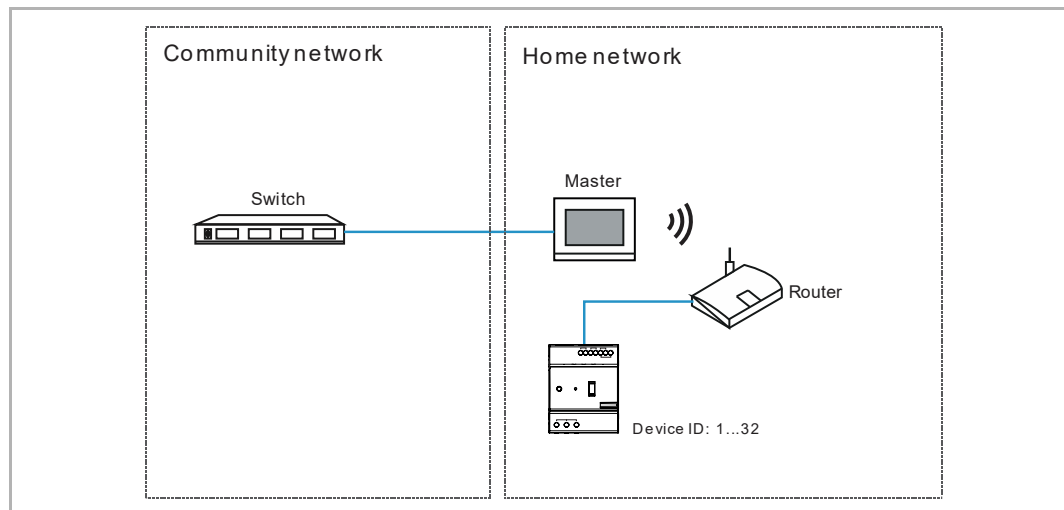 Community network
Home network
Master
Switch
Router
Device ID: 1...32